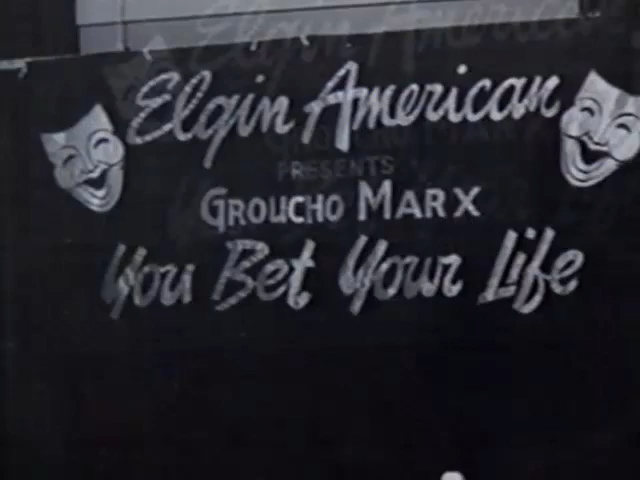 Elgin American
PRESENTS
GROUCHO MARX
You Bet Your Life